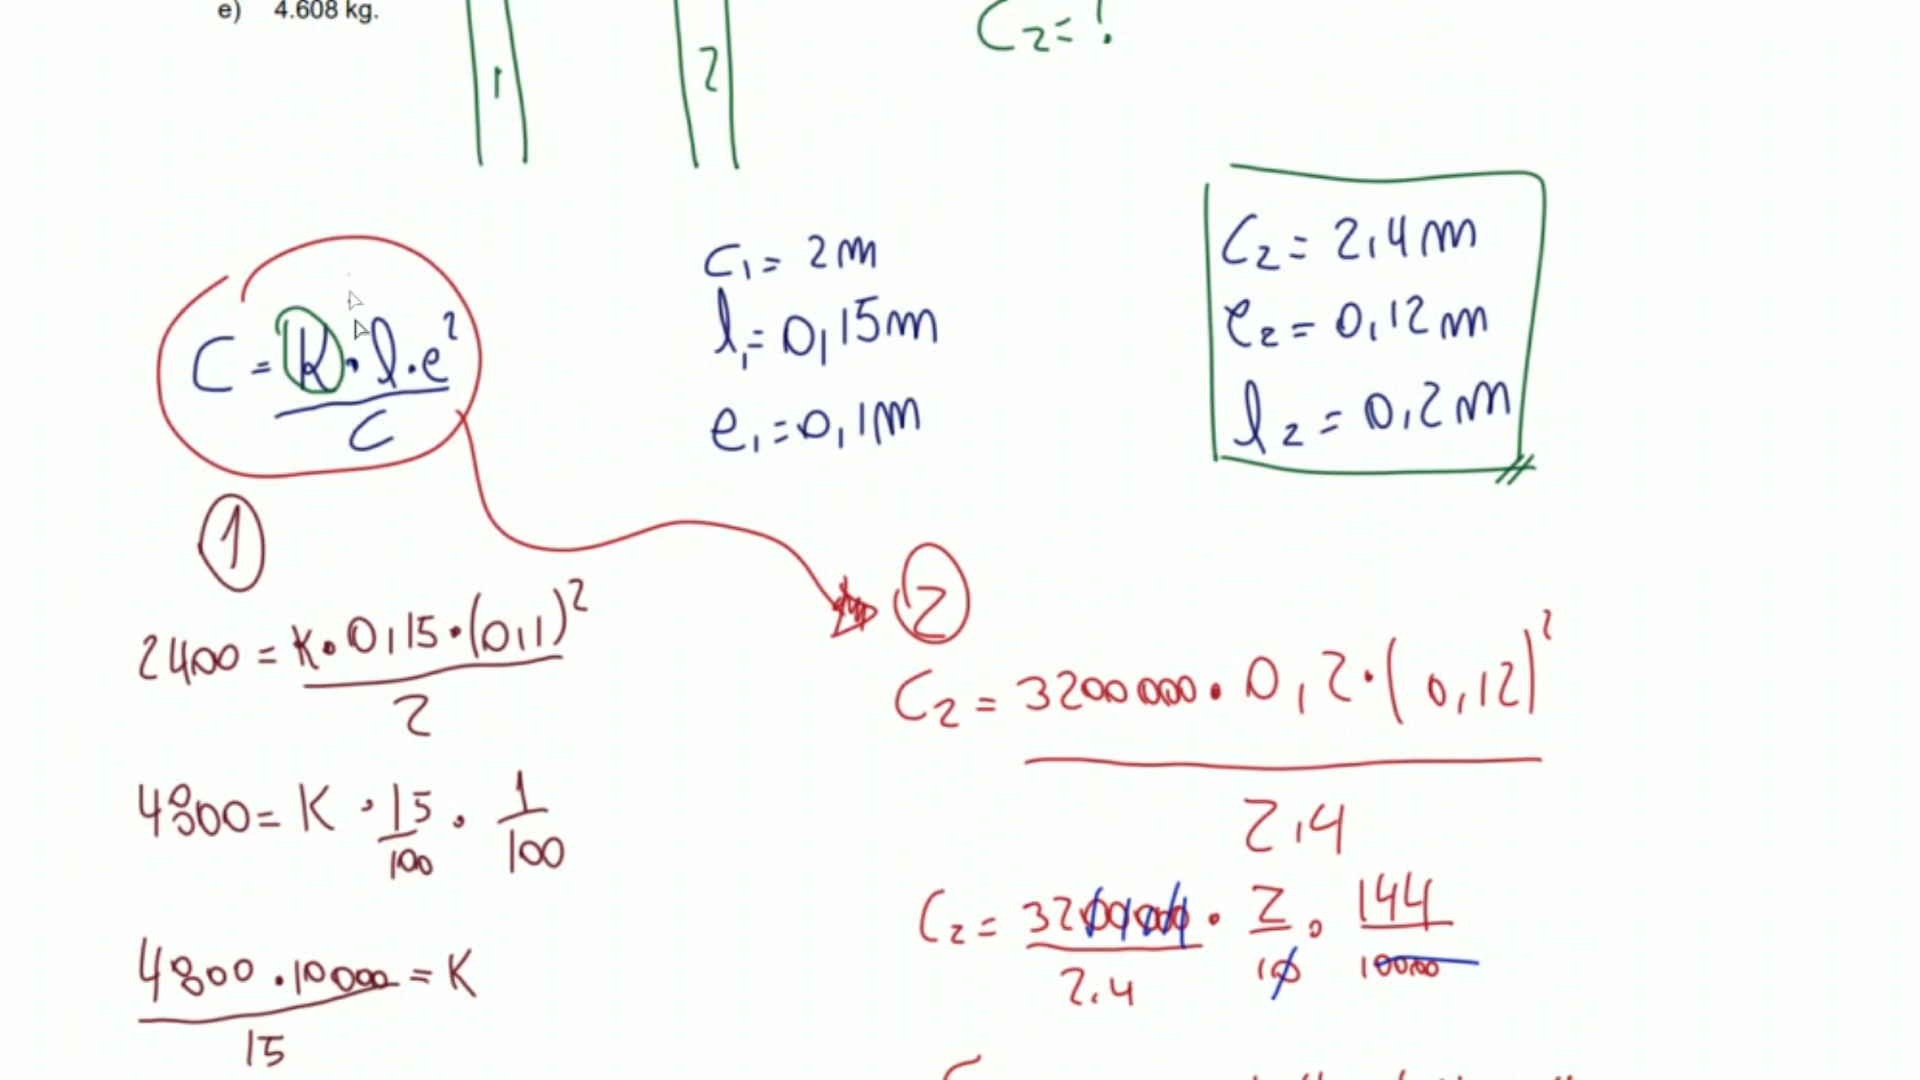 e) 4.608 kg.
1
2
C₂=?
C = K·l·e²
C
C₁ = 2m
l₁=0,15m
e₁=0,1m
C₂ = 2,4m
e₂ = 0,12m
l₂ = 0,2m
1
2400 = K·0,15·(0,1)²
2
4800= K · 15 · 1
100 100
4800 .10000 = K
15
2
C₂ = 3200000· 0,2·(0,12)²
2,4
C₂ = 3200000 · 2 · 144
2.4 10 10000